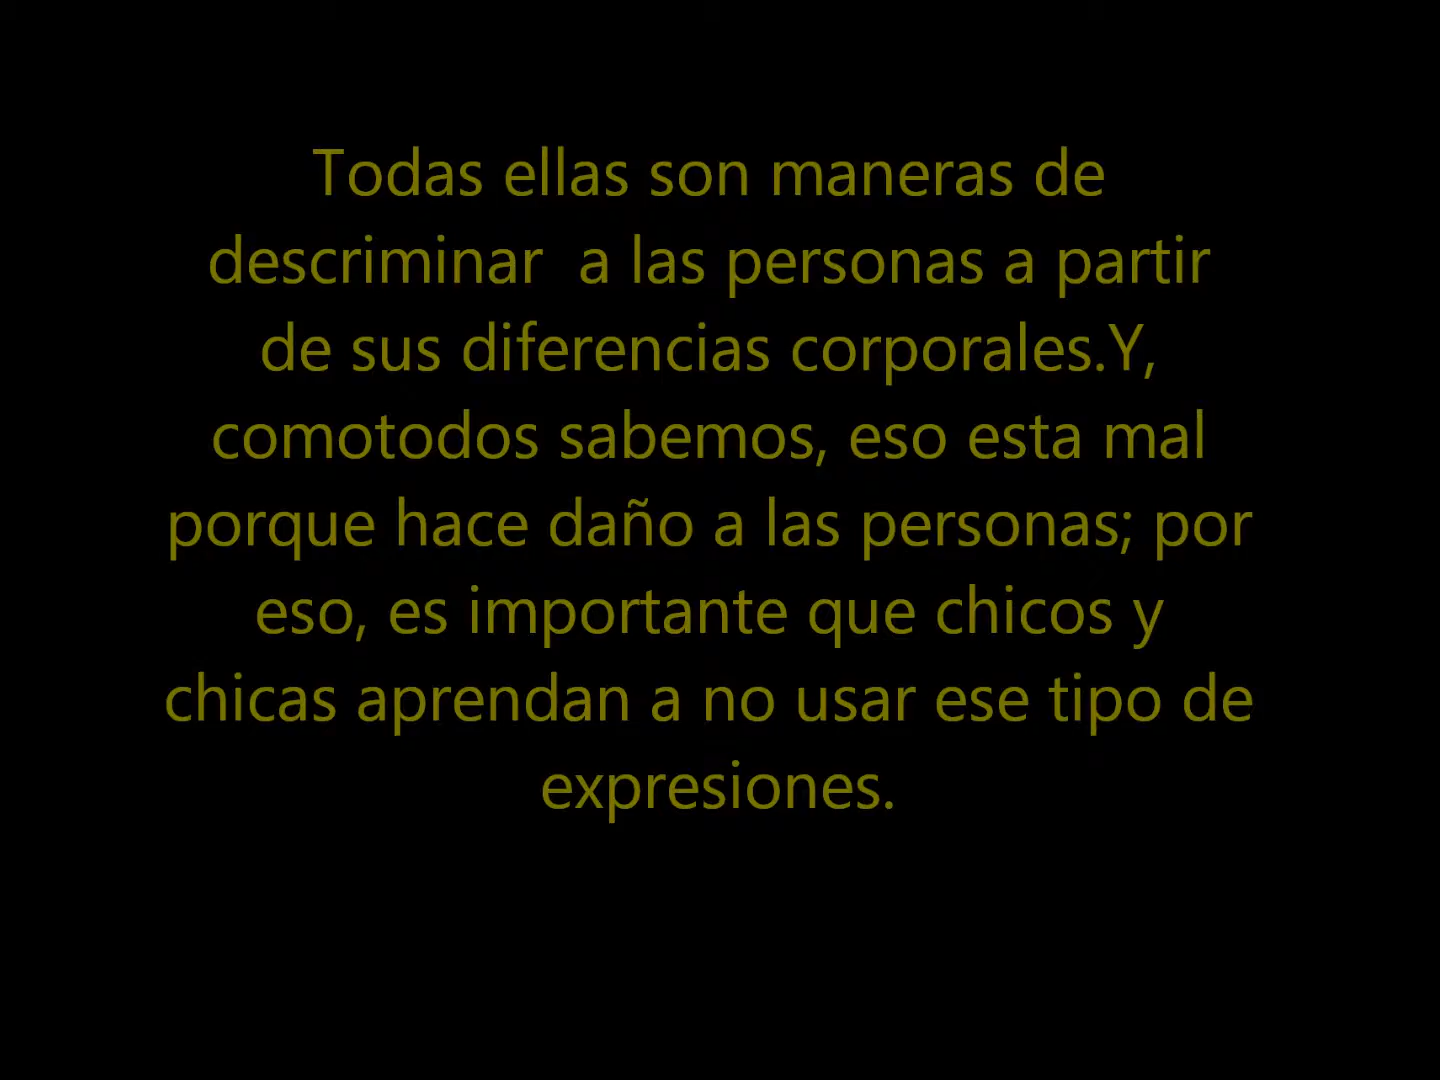 Todas ellas son maneras de
descriminar  a las personas a partir
de sus diferencias corporales.Y,
comotodos sabemos, eso esta mal
porque hace daño a las personas; por
eso, es importante que chicos y
chicas aprendan a no usar ese tipo de
expresiones.